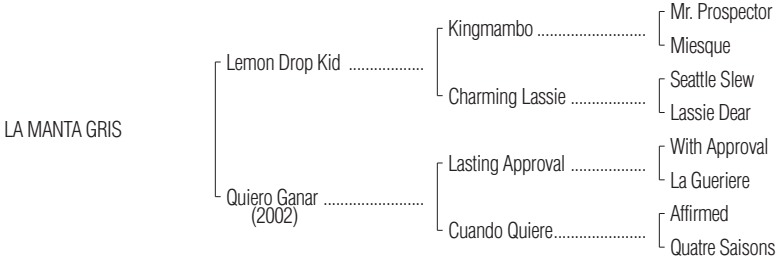 Mr. Prospector
Kingmambo ..........................
Miesque
Lemon Drop Kid ..................
Seattle Slew
Charming Lassie ..................
Lassie Dear
LA MANTA GRIS
With Approval
Lasting Approval ..................
La Gueriere
Quiero Ganar ........................
(2002)
Affirmed
Cuando Quiere......................
Quatre Saisons